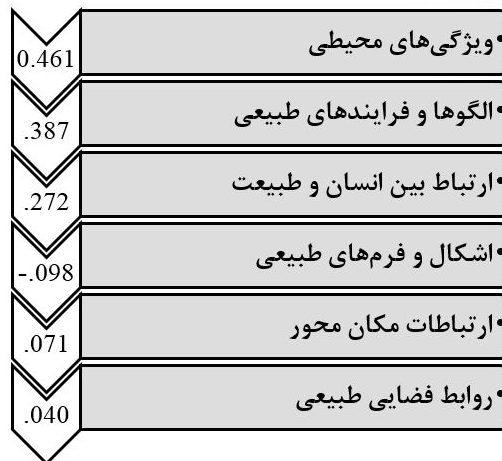 •ویژگی‌های محیطی
0.461
•الگوها و فرایندهای طبیعی
.387
•ارتباط بین انسان و طبیعت
.272
•اشکال و فرم‌های طبیعی
-.098
•ارتباطات مکان محور
.071
•روابط فضایی طبیعی
.040